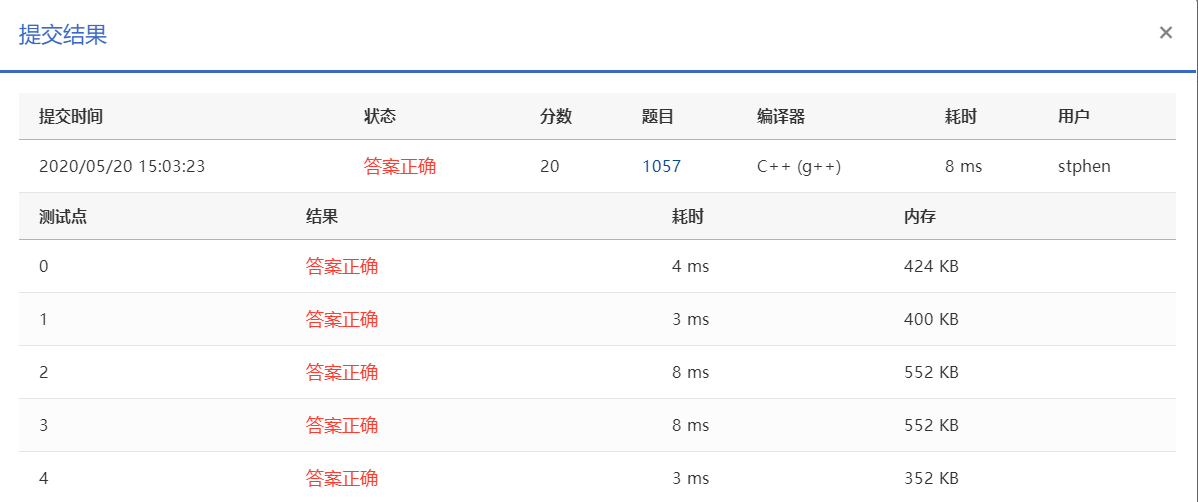 提交结果 ×
提交时间 状态 分数 题目 编译器 耗时 用户
2020/05/20 15:03:23 答案正确 20 1057 C++ (g++) 8 ms stphen
测试点 结果 耗时 内存
0 答案正确 4 ms 424 KB
1 答案正确 3 ms 400 KB
2 答案正确 8 ms 552 KB
3 答案正确 8 ms 552 KB
4 答案正确 3 ms 352 KB